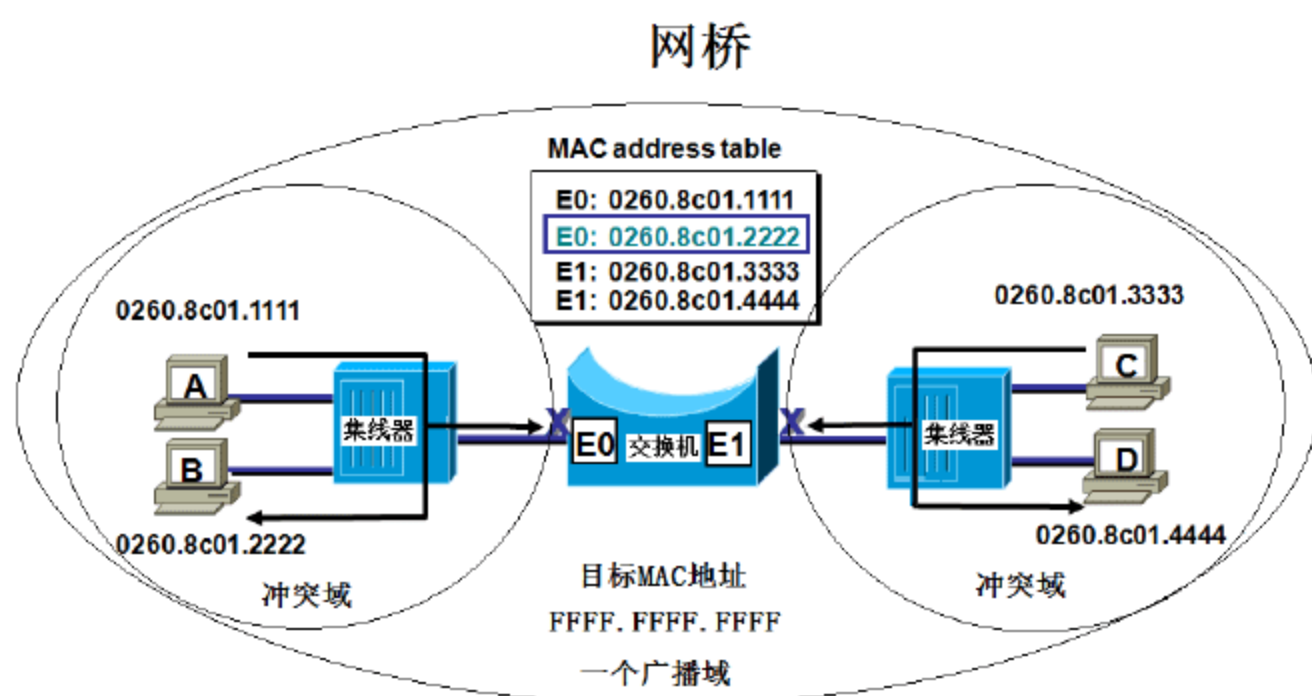 网桥
MAC address table
E0: 0260.8c01.1111
E0: 0260.8c01.2222
E1: 0260.8c01.3333
E1: 0260.8c01.4444
0260.8c01.1111
0260.8c01.3333
A
C
集线器
E0
交换机
E1
集线器
B
D
0260.8c01.2222
0260.8c01.4444
冲突域
目标MAC地址
冲突域
FFFF.FFFF.FFFF
一个广播域
X
X